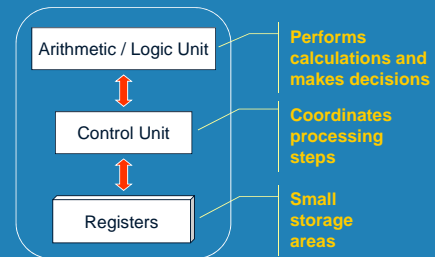 Arithmetic / Logic Unit
Performs
calculations and
makes decisions
Control Unit
Coordinates
processing
steps
Registers
Small
storage
areas